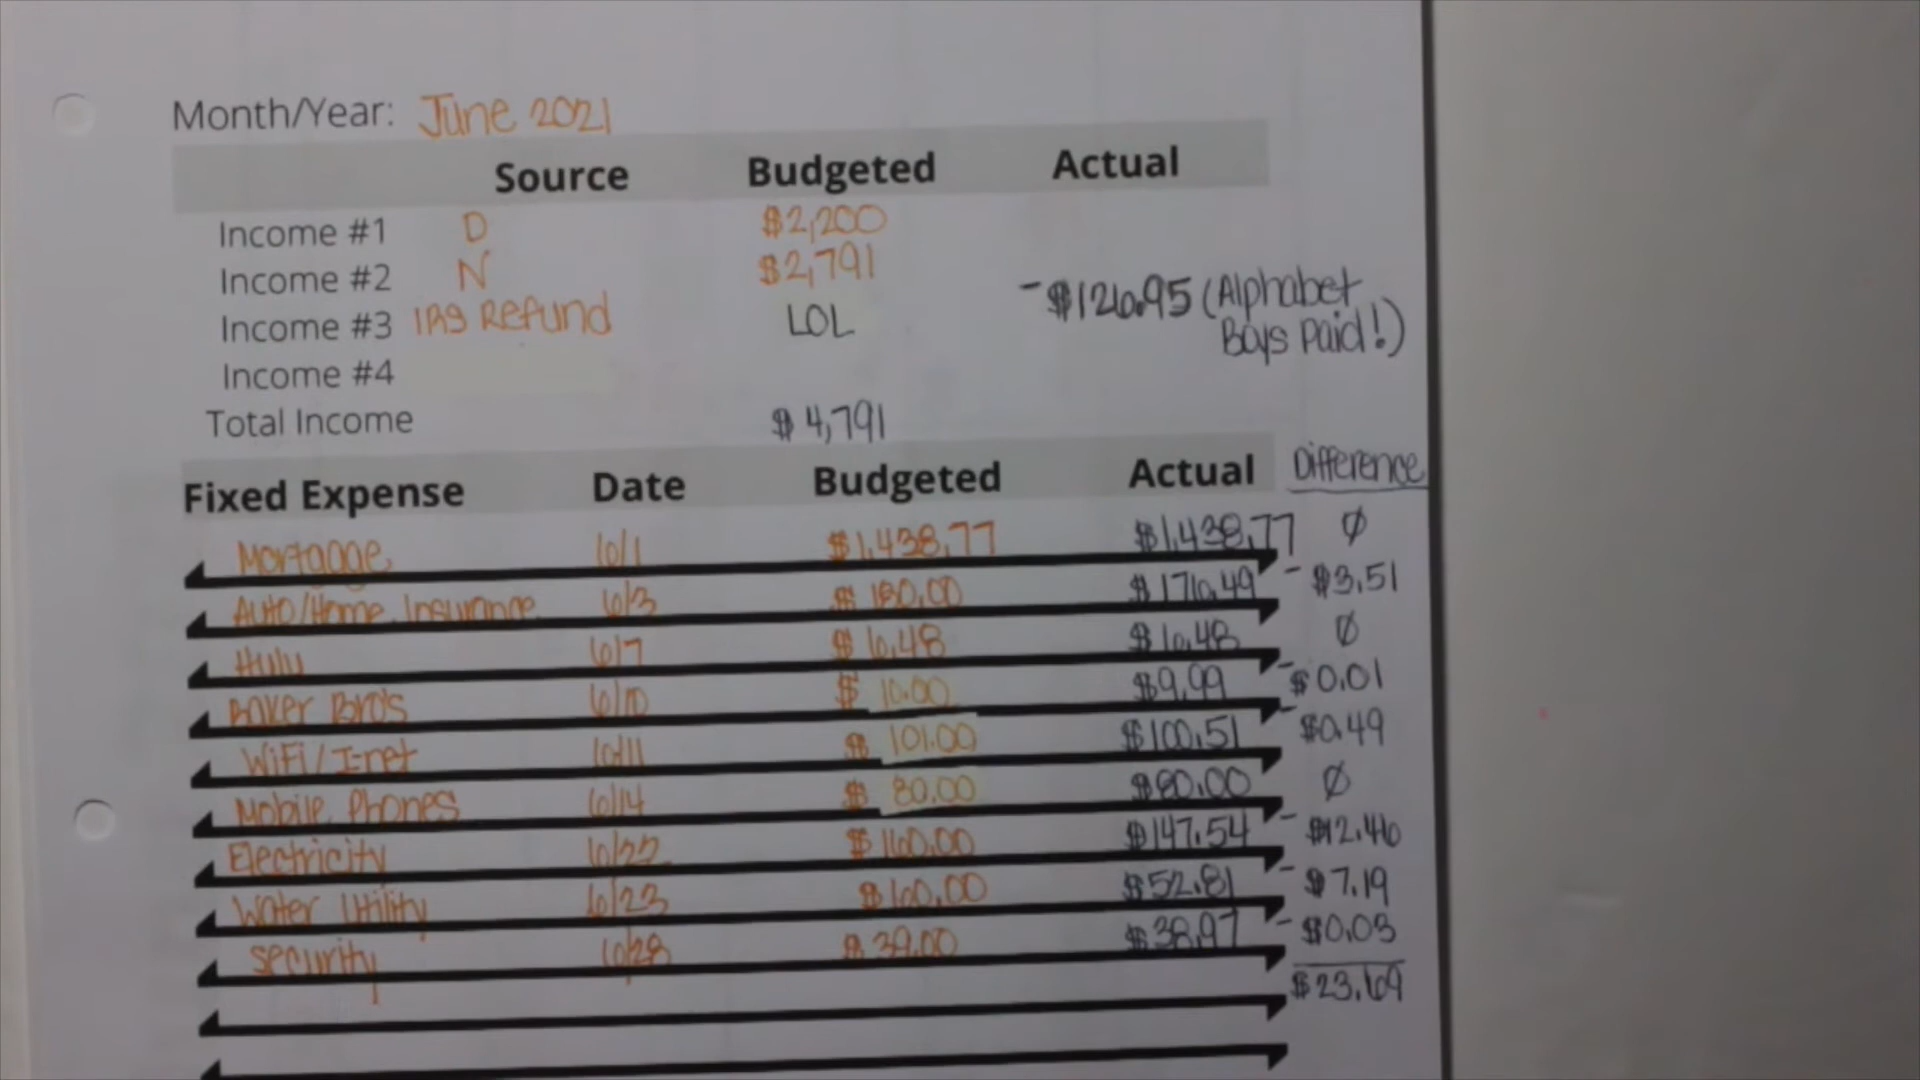 Month/Year: June 2021
Source Budgeted Actual
Income #1 D $2,200
Income #2 N $2,791
Income #3 IRS Refund LOL -$126.95 (Alphabet Boys Paid!)
Income #4
Total Income $4,791
Fixed Expense Date Budgeted Actual Difference
Mortgage 6/1 $1,438.77 $1,438.77 Ø
Auto/Home Insurance 6/3 $180.00 $176.49 -$3.51
Hulu 6/7 $6.48 $6.48 Ø
Baker Bro's 6/10 $10.00 $9.99 -$0.01
WiFi/I-net 6/11 $101.00 $100.51 -$0.49
Mobile Phones 6/14 $80.00 $80.00 Ø
Electricity 6/22 $160.00 $147.54 -$12.46
Water Utility 6/23 $60.00 $52.81 -$7.19
Security 6/28 $39.00 $38.97 -$0.03
$23.69